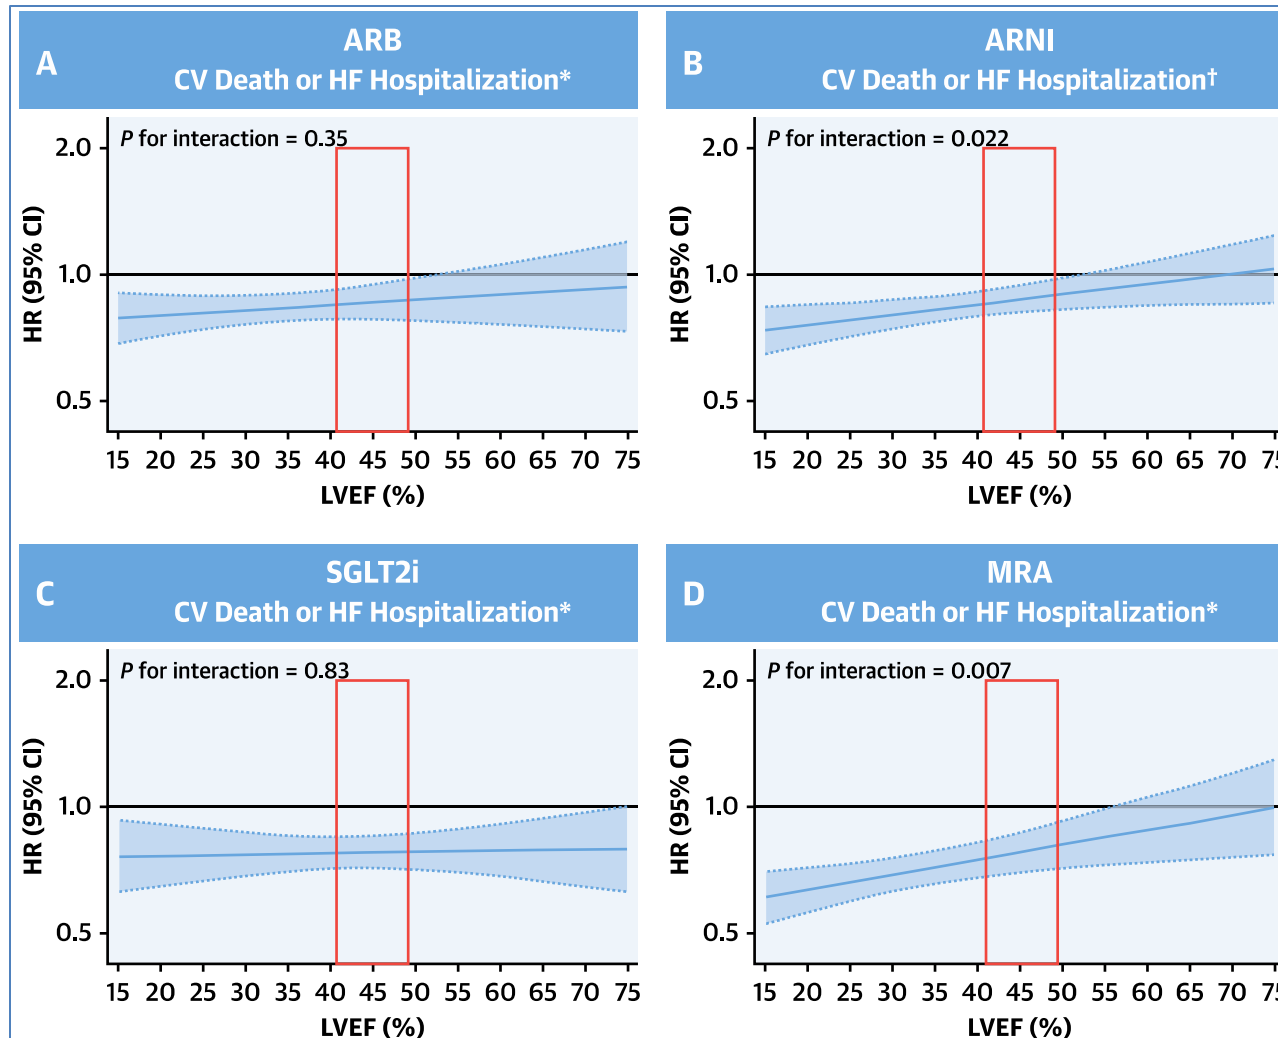 A
ARB
CV Death or HF Hospitalization*
P for interaction = 0.35
HR (95% CI)
2.0
1.0
0.5
15 20 25 30 35 40 45 50 55 60 65 70 75
LVEF (%)
B
ARNI
CV Death or HF Hospitalization†
P for interaction = 0.022
HR (95% CI)
2.0
1.0
0.5
15 20 25 30 35 40 45 50 55 60 65 70 75
LVEF (%)
C
SGLT2i
CV Death or HF Hospitalization*
P for interaction = 0.83
HR (95% CI)
2.0
1.0
0.5
15 20 25 30 35 40 45 50 55 60 65 70 75
LVEF (%)
D
MRA
CV Death or HF Hospitalization*
P for interaction = 0.007
HR (95% CI)
2.0
1.0
0.5
15 20 25 30 35 40 45 50 55 60 65 70 75
LVEF (%)